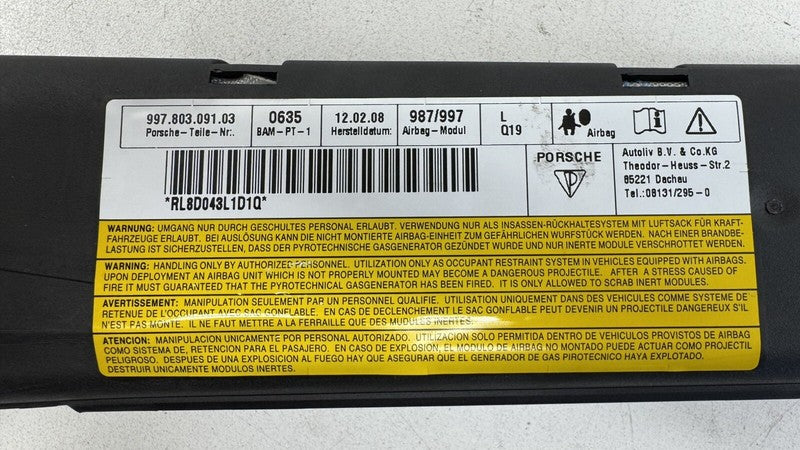 997.803.091.03
Porsche-Teile-Nr:.
0635
BAM-PT-1
12.02.08
Herstelldatum:
987/997
Airbag-Modul
L
Q19
Airbag
*RL8D043L1D1Q*
PORSCHE
Autoliv B.V. & Co.KG
Theodor-Heuss-Str.2
85221 Dachau
Tel.:08131/295-0
WARNUNG: UMGANG NUR DURCH GESCHULTES PERSONAL ERLAUBT. VERWENDUNG NUR ALS INSASSEN-RÜCKHALTESYSTEM MIT LUFTSACK FÜR KRAFT-
FAHRZEUGE ERLAUBT. BEI AUSLÖSUNG KANN DIE NICHT MONTIERTE AIRBAG-EINHEIT ZUM GEFÄHRLICHEN WURFKÖRPER WERDEN. NACH EINER BRANDBE-
LASTUNG IST SICHERZUSTELLEN, DASS DER PYROTECHNISCHE GASGENERATOR GEZÜNDET WURDE UND NUR INERTE MODULE VERSCHROTTET WERDEN.
WARNING: HANDLING ONLY BY AUTHORIZED PERSONNEL. UTILIZATION ONLY AS OCCUPANT RESTRAINT SYSTEM IN VEHICLES EQUIPPED WITH AIRBAGS.
UPON DEPLOYMENT AN AIRBAG UNIT WHICH IS NOT PROPERLY MOUNTED MAY BECOME A DANGEROUS PROJECTILE. AFTER A STRESS CAUSED OF
FIRE IT MUST GUARANTEED THAT THE PYROTECHNICAL GASGENERATOR HAS BEEN FIRED. IT IS ONLY ALLOWED TO SCRAB INERT MODULES.
AVERTISSEMENT: MANIPULATION SEULEMENT PAR UN PERSONNEL QUALIFIE. UTILISATION UNIQUEMENT DANS DES VEHICULES COMME SYSTEME DE
RETENUE DE L'OCCUPANT AVEC SAC GONFLABLE. EN CAS DE DECLENCHEMENT LE SAC GONFLABLE PEUT DEVENIR UN PROJECTILE DANGEREUX S'IL
N'EST PAS MONTÉ. IL NE FAUT METTRE A LA FERRAILLE QUE DES MUDULES INERTES.
ATENCION: MANIPULACION UNICAMENTE POR PERSONAL AUTORIZADO. UTILIZACION SOLO PERMITIDA DENTRO DE VEHICULOS PROVISTOS DE AIRBAG
COMO SISTEMA DE, RETENCION PARA EL PASAJERO. EN CASO DE EXPLOSION, EL MODULO DE AIRBAG NO MONTADO PUEDE ACTUAR COMO PROJECTIL
PELIGROSO. DESPUES DE UNA EXPLOSION AL FUEGO HAY QUE ASEGURAR QUE EL GENERADOR DE GAS PIROTECNICO HAYA EXPLOTADO.
DESTRUIR UNICAMENTE MODULOS INERTES.